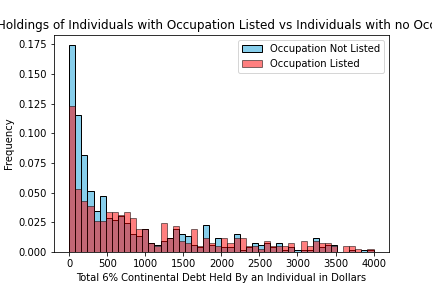 Holdings of Individuals with Occupation Listed vs Individuals with no Occ
Occupation Not Listed
Occupation Listed
Frequency
0.175
0.150
0.125
0.100
0.075
0.050
0.025
0.000
0 500 1000 1500 2000 2500 3000 3500 4000
Total 6% Continental Debt Held By an Individual in Dollars